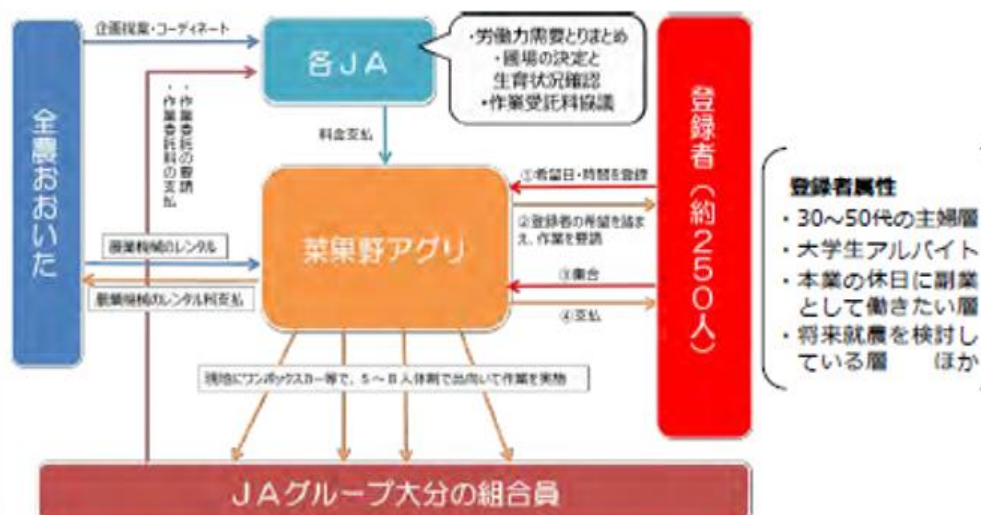 企画提案・コーディネート
各JA
・労働力需要とりまとめ
・圃場の決定と
生育状況確認
・作業受託料協議
全農おおいた
・作業委託の要請
・作業委託料の支払
料金支払
菜果野アグリ
①希望日・時間を登録
②登録者の希望を踏ま
え、作業を要請
③集合
④支払
農業機械のレンタル
農業機械のレンタル料支払
登録者（約250人）
登録者属性
・30～50代の主婦層
・大学生アルバイト
・本業の休日に副業
として働きたい層
・将来就農を検討し
ている層　ほか
現地にワンボックスカー等で、5～8人体制で出向いて作業を実施
JAグループ大分の組合員